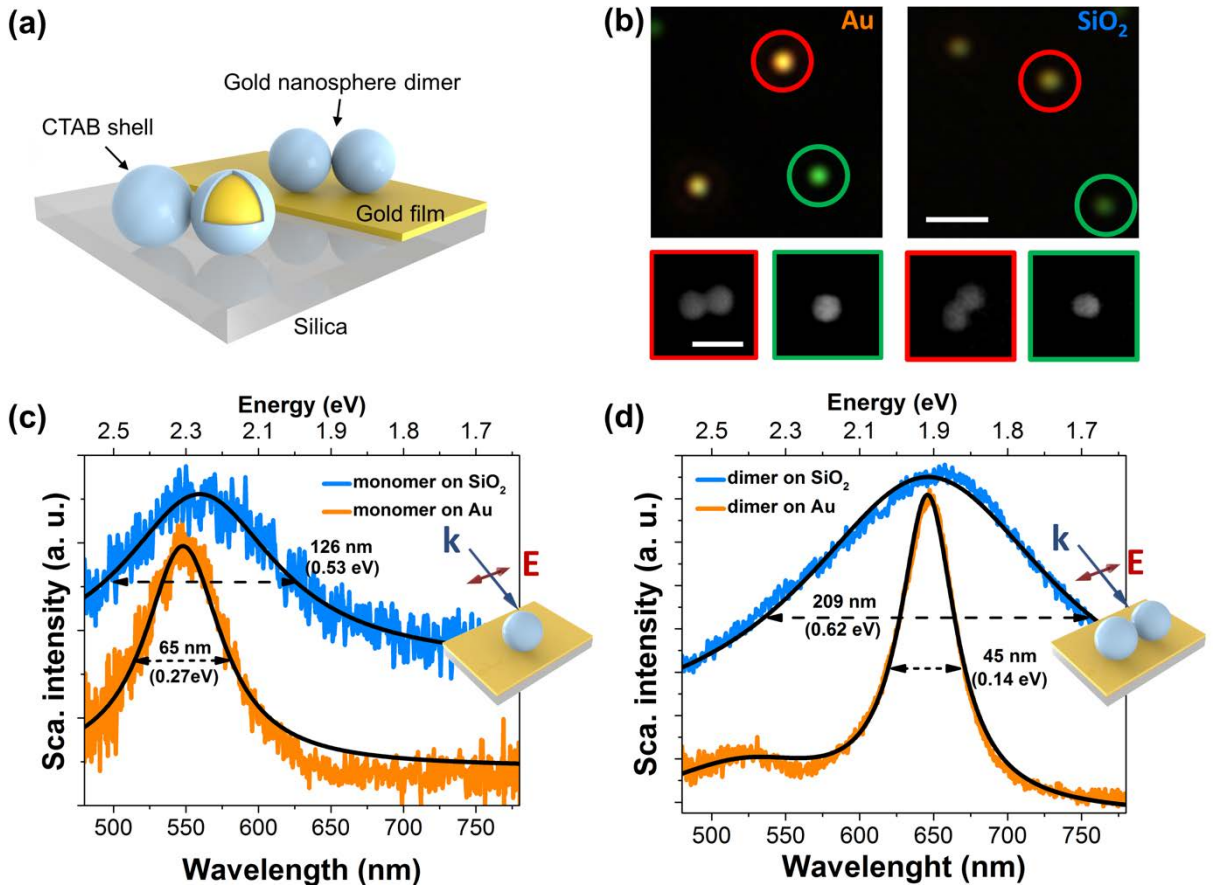 (a)
Gold nanosphere dimer
CTAB shell
Gold film
Silica
(b)
Au
SiO₂
(c)
Energy (eV)
2.5 2.3 2.1 1.9 1.8 1.7
monomer on SiO₂
monomer on Au
126 nm
(0.53 eV)
k
E
65 nm
(0.27eV)
Sca. intensity (a. u.)
500 550 600 650 700 750
Wavelength (nm)
(d)
Energy (eV)
2.5 2.3 2.1 1.9 1.8 1.7
dimer on SiO₂
dimer on Au
k
E
209 nm
(0.62 eV)
45 nm
(0.14 eV)
Sca. intensity (a. u.)
500 550 600 650 700 750
Wavelenght (nm)